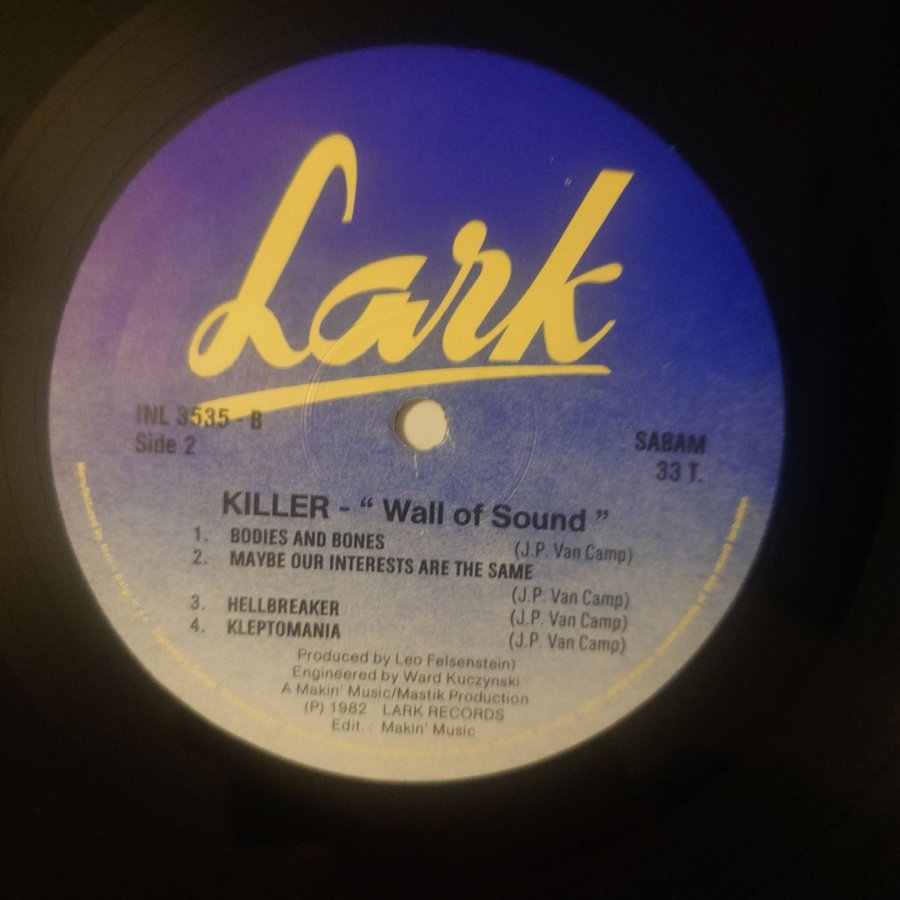 Lark
INL 3535 - B
Side 2
SABAM
33 T.
KILLER - “ Wall of Sound ”
1. BODIES AND BONES (J.P. Van Camp)
2. MAYBE OUR INTERESTS ARE THE SAME
(J.P. Van Camp)
3. HELLBREAKER (J.P. Van Camp)
4. KLEPTOMANIA (J.P. Van Camp)
Produced by Leo Felsenstein)
Engineered by Ward Kuczynski
A Makin' Music/Mastik Production
(P) 1982 LARK RECORDS
Edit. : Makin' Music
Manufactured by